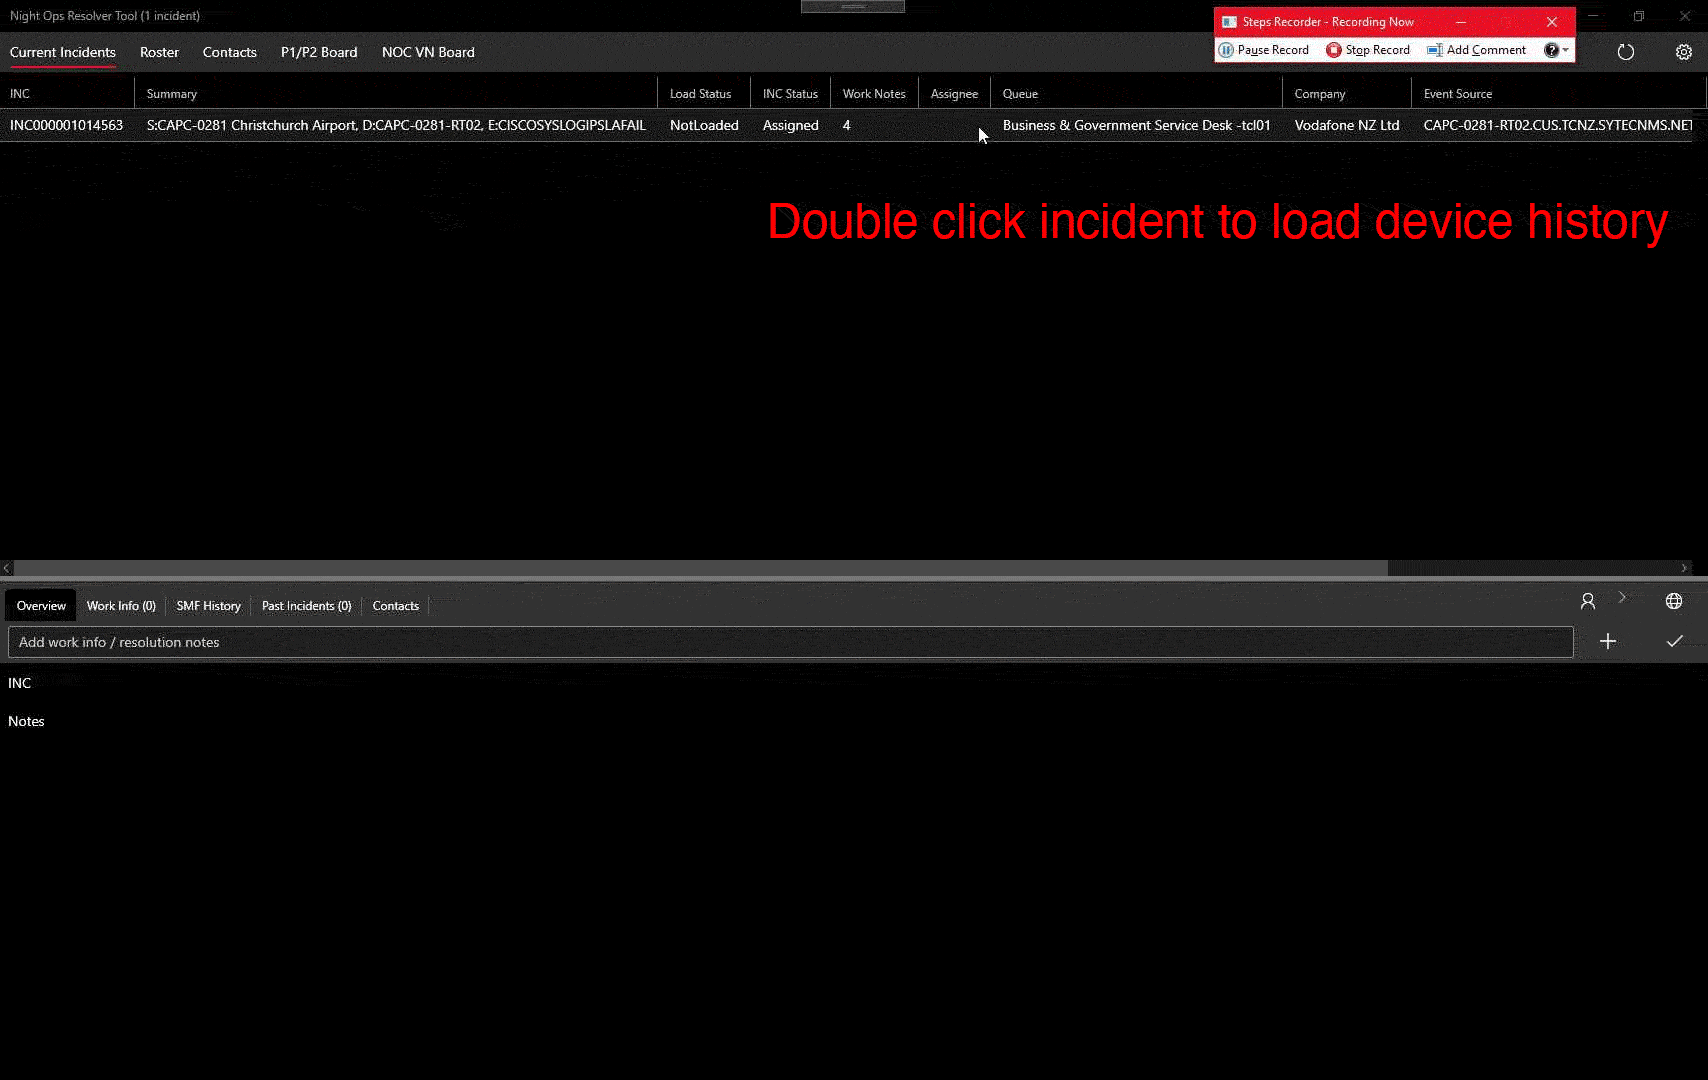 Night Ops Resolver Tool (1 incident)
Steps Recorder - Recording Now
Current Incidents Roster Contacts P1/P2 Board NOC VN Board
Pause Record Stop Record Add Comment ?
INC Summary Load Status INC Status Work Notes Assignee Queue Company Event Source
INC000001014563 S:CAPC-0281 Christchurch Airport, D:CAPC-0281-RT02, E:CISCOSYSLOGIPSLAFAIL NotLoaded Assigned 4 Business & Government Service Desk -tcl01 Vodafone NZ Ltd CAPC-0281-RT02.CUS.TCNZ.SYTECNMS.NET
Double click incident to load device history
Overview Work Info (0) SMF History Past Incidents (0) Contacts
Add work info / resolution notes
INC
Notes